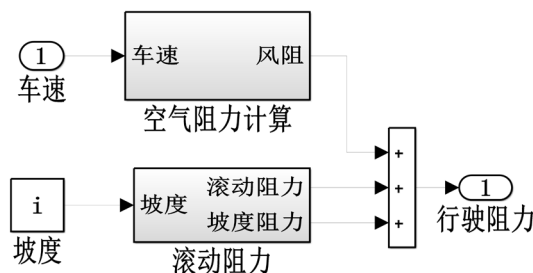 1
车速
车速 风阻
空气阻力计算
i
坡度
坡度 滚动阻力
坡度阻力
滚动阻力
+
+
+
1
行驶阻力